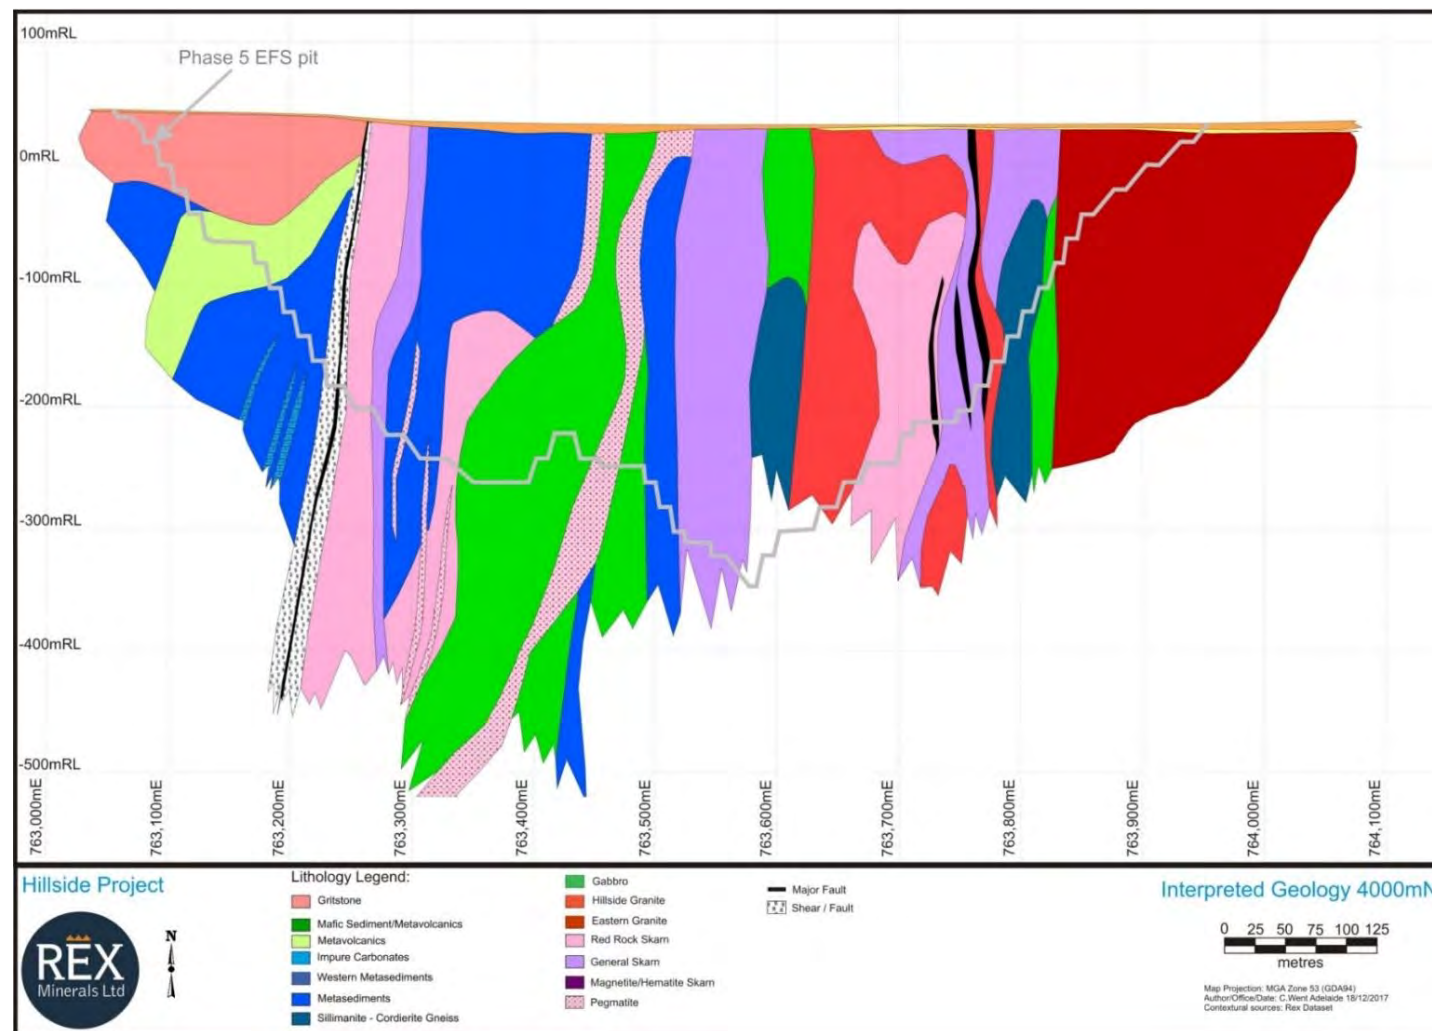 100mRL
Phase 5 EFS pit
0mRL
-100mRL
-200mRL
-300mRL
-400mRL
-500mRL
763,000mE
763,100mE
763,200mE
763,300mE
763,400mE
763,500mE
763,600mE
763,700mE
763,800mE
763,900mE
764,000mE
764,100mE
Hillside Project
REX
Minerals Ltd
N
Lithology Legend:
Gritstone
Mafic Sediment/Metavolcanics
Metavolcanics
Impure Carbonates
Western Metasediments
Metasediments
Sillimanite - Cordierite Gneiss
Gabbro
Hillside Granite
Eastern Granite
Red Rock Skarn
General Skarn
Magnetite/Hematite Skarn
Pegmatite
Major Fault
Shear / Fault
Interpreted Geology 4000mN
0 25 50 75 100 125
metres
Map Projection: MGA Zone 53 (GDA94)
Author/Office/Date: C.Went Adelaide 18/12/2017
Contextural sources: Rex Dataset